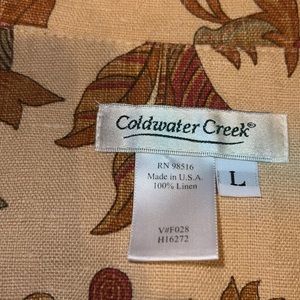 Coldwater Creek®
RN 98516
Made in U.S.A.
100% Linen
L
V#F028
H16272